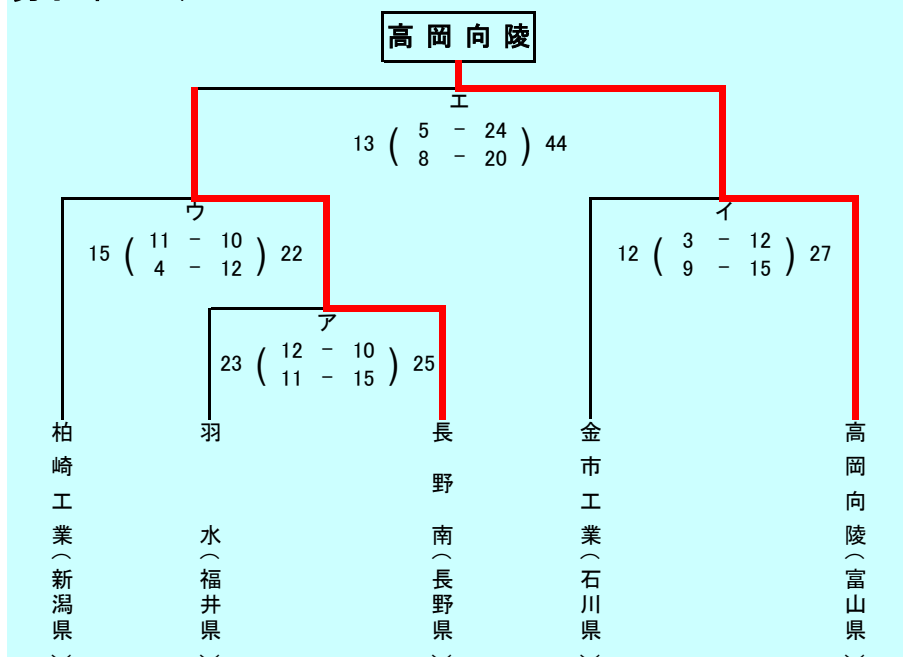 高岡向陵
エ
13 ( 5 - 24 ) 44
8 - 20
ウ
15 ( 11 - 10 ) 22
4 - 12
イ
12 ( 3 - 12 ) 27
9 - 15
ア
23 ( 12 - 10 ) 25
11 - 15
柏崎工業(新潟県)
羽水(福井県)
長野南(長野県)
金市工業(石川県)
高岡向陵(富山県)